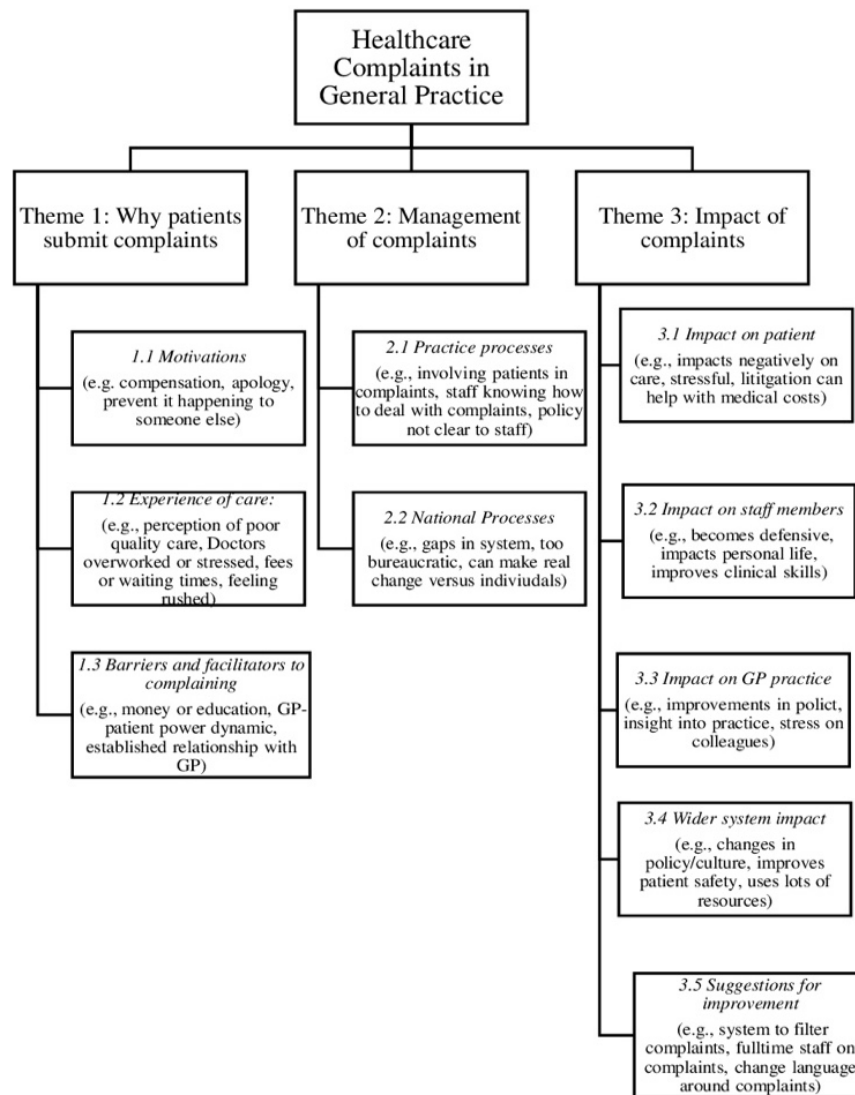 Healthcare
Complaints in
General Practice
Theme 1: Why patients
submit complaints
1.1 Motivations
(e.g. compensation, apology,
prevent it happening to
someone else)
1.2 Experience of care:
(e.g., perception of poor
quality care, Doctors
overworked or stressed, fees
or waiting times, feeling
rushed)
1.3 Barriers and facilitators to
complaining
(e.g., money or education, GP-
patient power dynamic,
established relationship with
GP)
Theme 2: Management
of complaints
2.1 Practice processes
(e.g., involving patients in
complaints, staff knowing how
to deal with complaints, policy
not clear to staff)
2.2 National Processes
(e.g., gaps in system, too
bureaucratic, can make real
change versus indiviudals)
Theme 3: Impact of
complaints
3.1 Impact on patient
(e.g., impacts negatively on
care, stressful, lititgation can
help with medical costs)
3.2 Impact on staff members
(e.g., becomes defensive,
impacts personal life,
improves clinical skills)
3.3 Impact on GP practice
(e.g., improvements in polict,
insight into practice, stress on
colleagues)
3.4 Wider system impact
(e.g., changes in
policy/culture, improves
patient safety, uses lots of
resources)
3.5 Suggestions for
improvement
(e.g., system to filter
complaints, fulltime staff on
complaints, change language
around complaints)